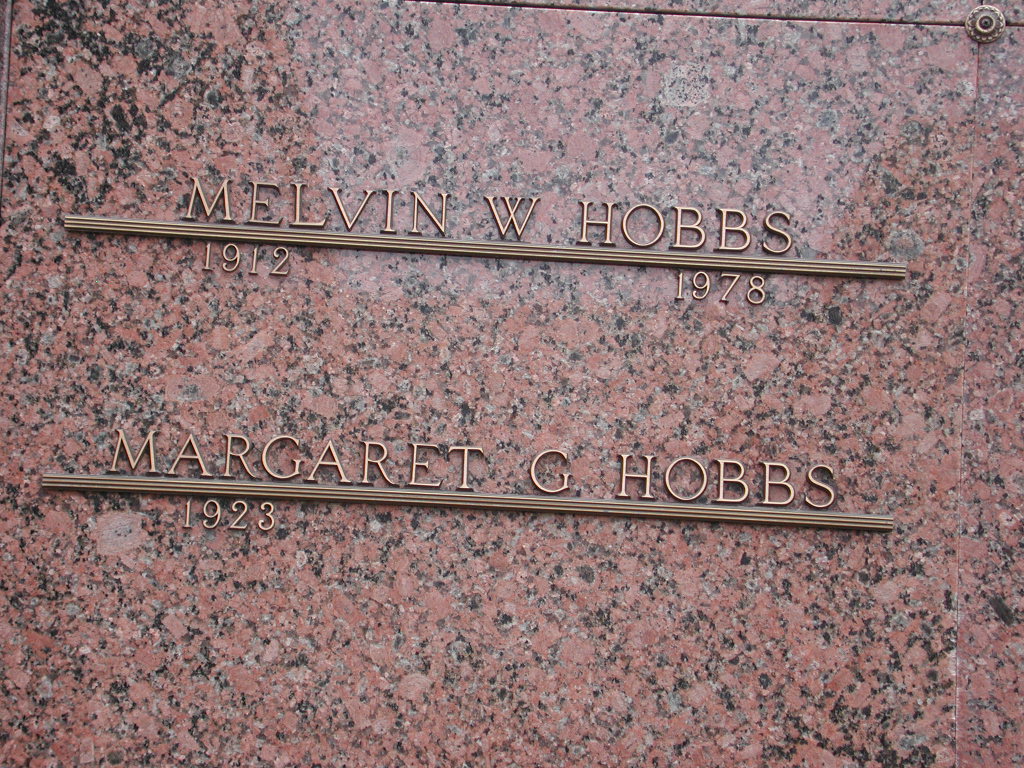 MELVIN W HOBBS
1912 1978
MARGARET G HOBBS
1923